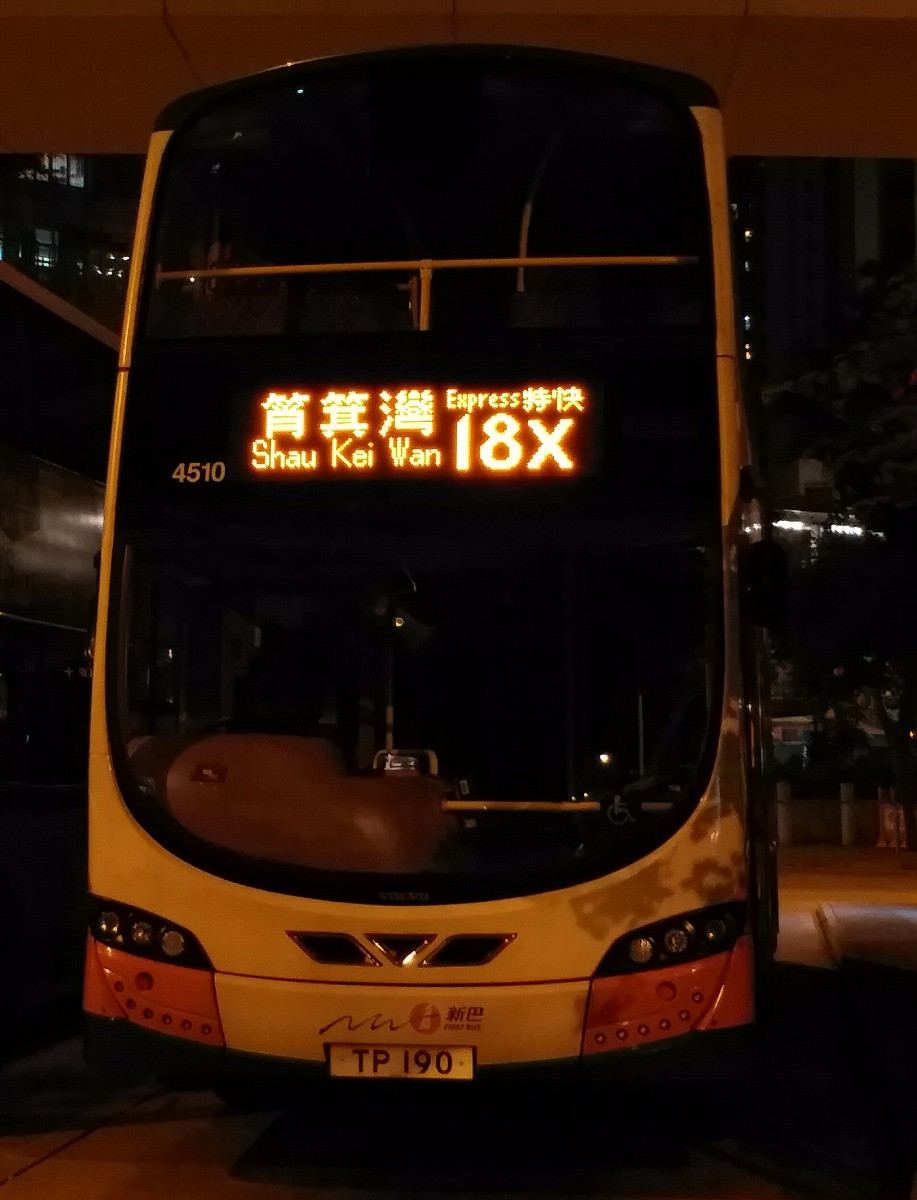 筲箕灣 Express特快
Shau Kei Wan 18X
4510
VOLVO
新巴
FIRST BUS
TP 190